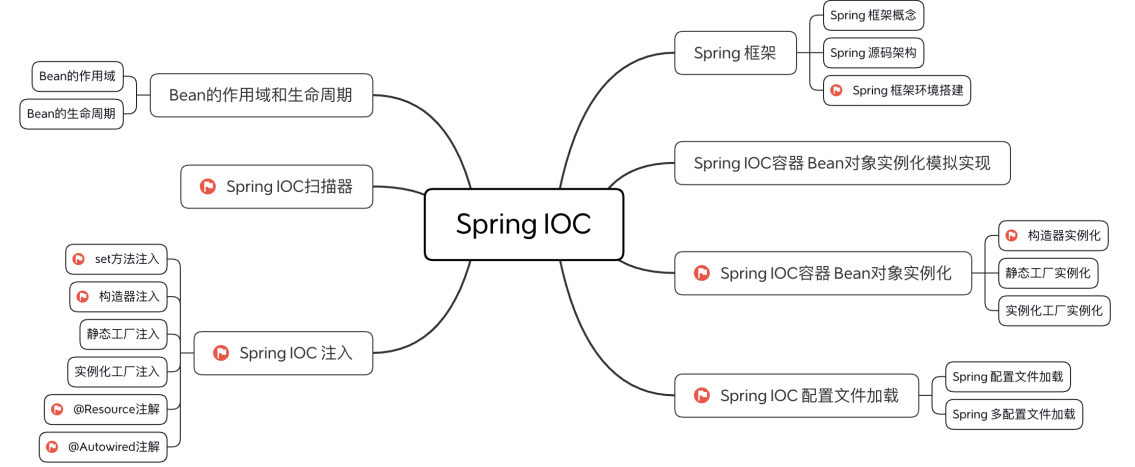 Spring IOC
Spring 框架
Spring 框架概念
Spring 源码架构
Spring 框架环境搭建
Spring IOC容器 Bean对象实例化模拟实现
Spring IOC容器 Bean对象实例化
构造器实例化
静态工厂实例化
实例化工厂实例化
Spring IOC 配置文件加载
Spring 配置文件加载
Spring 多配置文件加载
Bean的作用域和生命周期
Bean的作用域
Bean的生命周期
Spring IOC扫描器
Spring IOC 注入
set方法注入
构造器注入
静态工厂注入
实例化工厂注入
@Resource注解
@Autowired注解